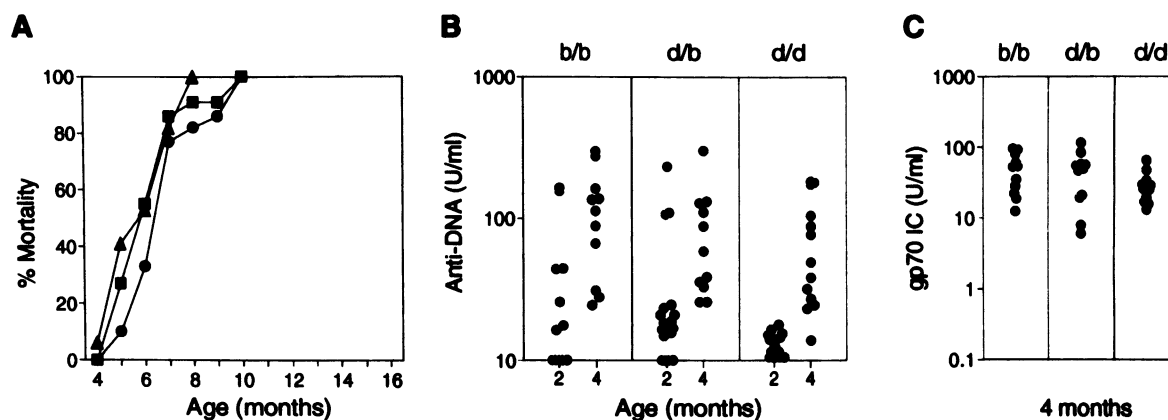 A
% Mortality
100
80
60
40
20
0
4 6 8 10 12 14 16
Age (months)
B
b/b d/b d/d
Anti-DNA (U/ml)
1000
100
10
2 4 2 4 2 4
Age (months)
C
b/b d/b d/d
gp70 IC (U/ml)
1000
100
10
1
0.1
4 months